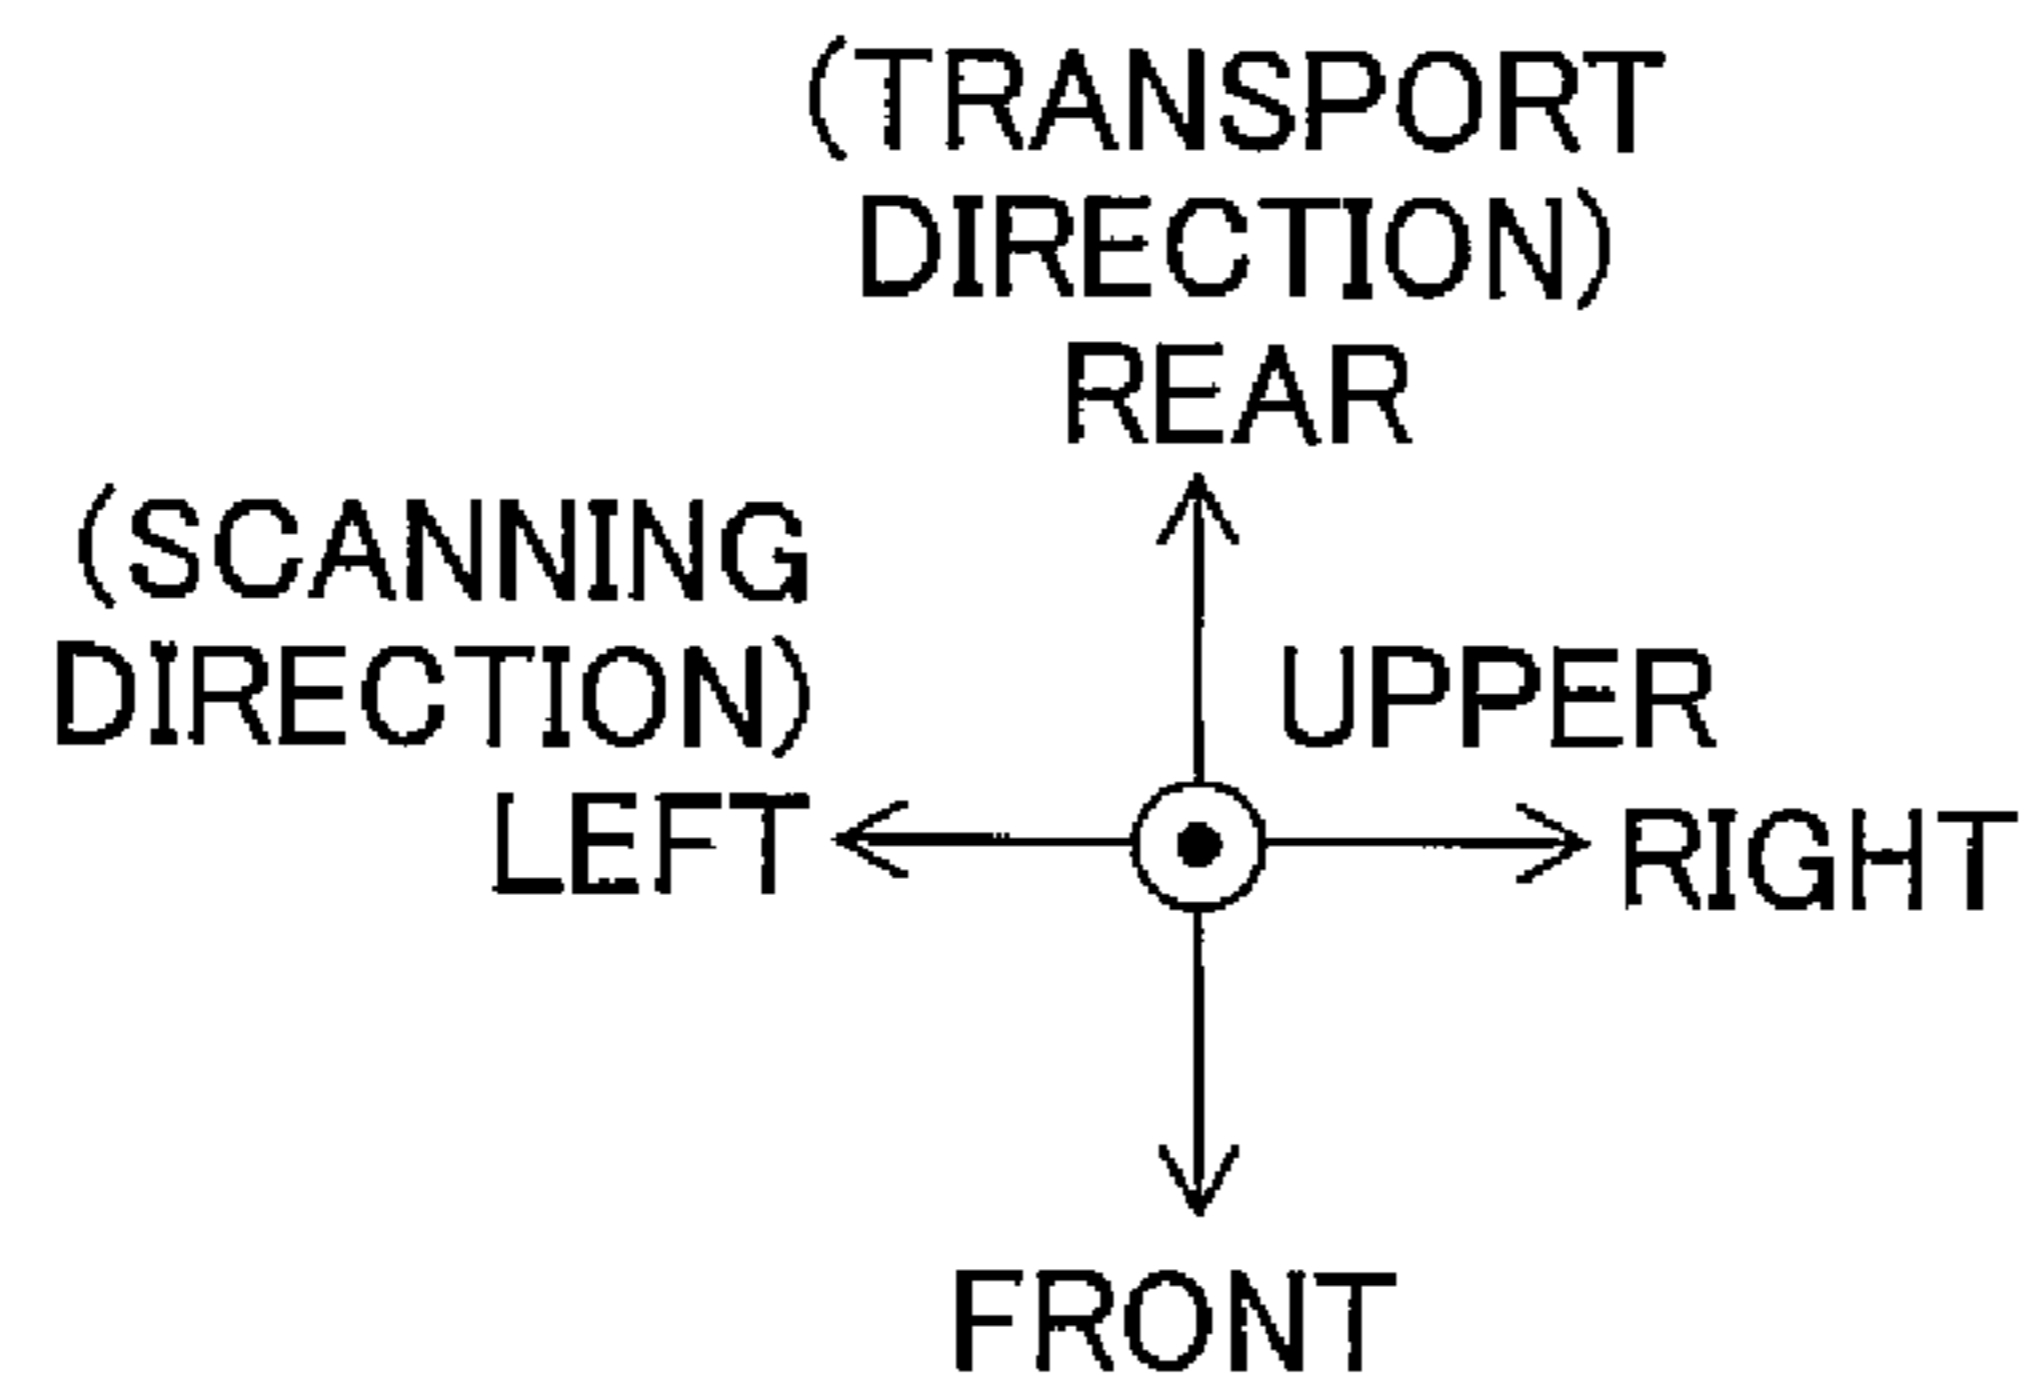 (TRANSPORT
DIRECTION)
REAR
(SCANNING
DIRECTION)
LEFT
UPPER
RIGHT
FRONT